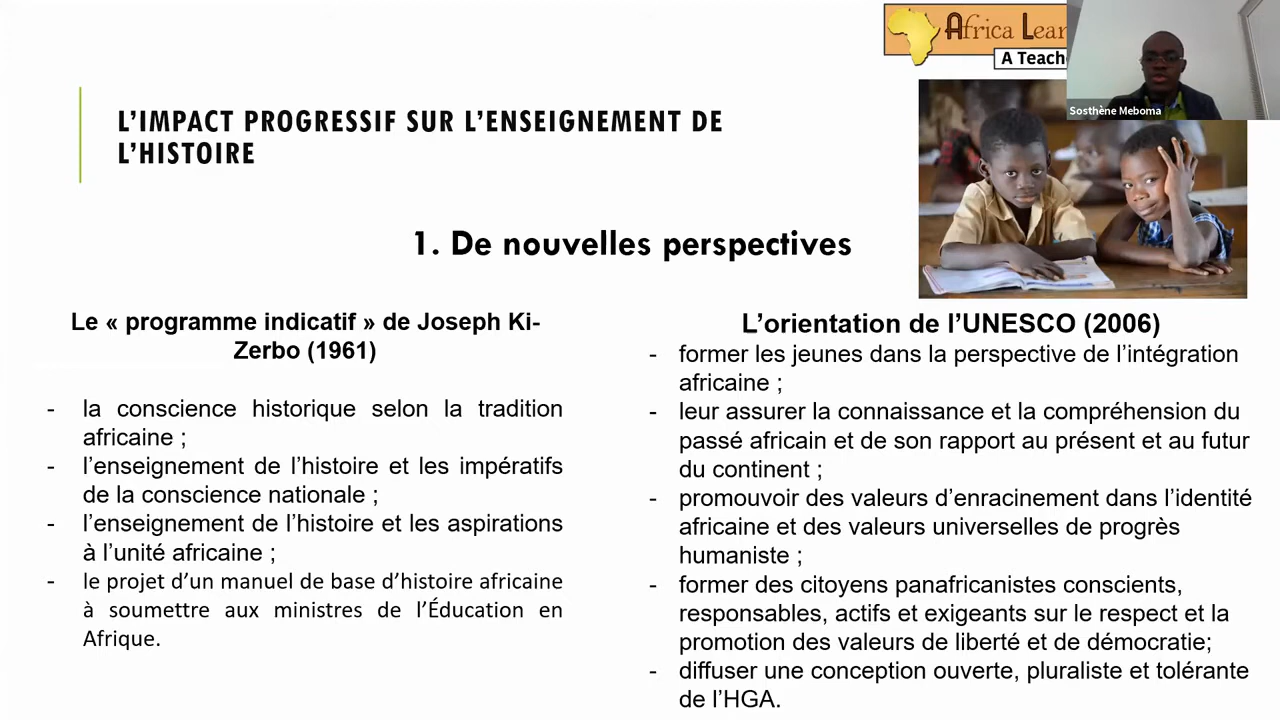 Africa Lear
A Teach
Sosthène Meboma
L’IMPACT PROGRESSIF SUR L’ENSEIGNEMENT DE
L’HISTOIRE
1. De nouvelles perspectives
Le « programme indicatif » de Joseph Ki-
Zerbo (1961)
- la conscience historique selon la tradition
africaine ;
- l’enseignement de l’histoire et les impératifs
de la conscience nationale ;
- l’enseignement de l’histoire et les aspirations
à l’unité africaine ;
- le projet d’un manuel de base d’histoire africaine
à soumettre aux ministres de l’Éducation en
Afrique.
L’orientation de l’UNESCO (2006)
- former les jeunes dans la perspective de l’intégration
africaine ;
- leur assurer la connaissance et la compréhension du
passé africain et de son rapport au présent et au futur
du continent ;
- promouvoir des valeurs d’enracinement dans l’identité
africaine et des valeurs universelles de progrès
humaniste ;
- former des citoyens panafricanistes conscients,
responsables, actifs et exigeants sur le respect et la
promotion des valeurs de liberté et de démocratie;
- diffuser une conception ouverte, pluraliste et tolérante
de l’HGA.